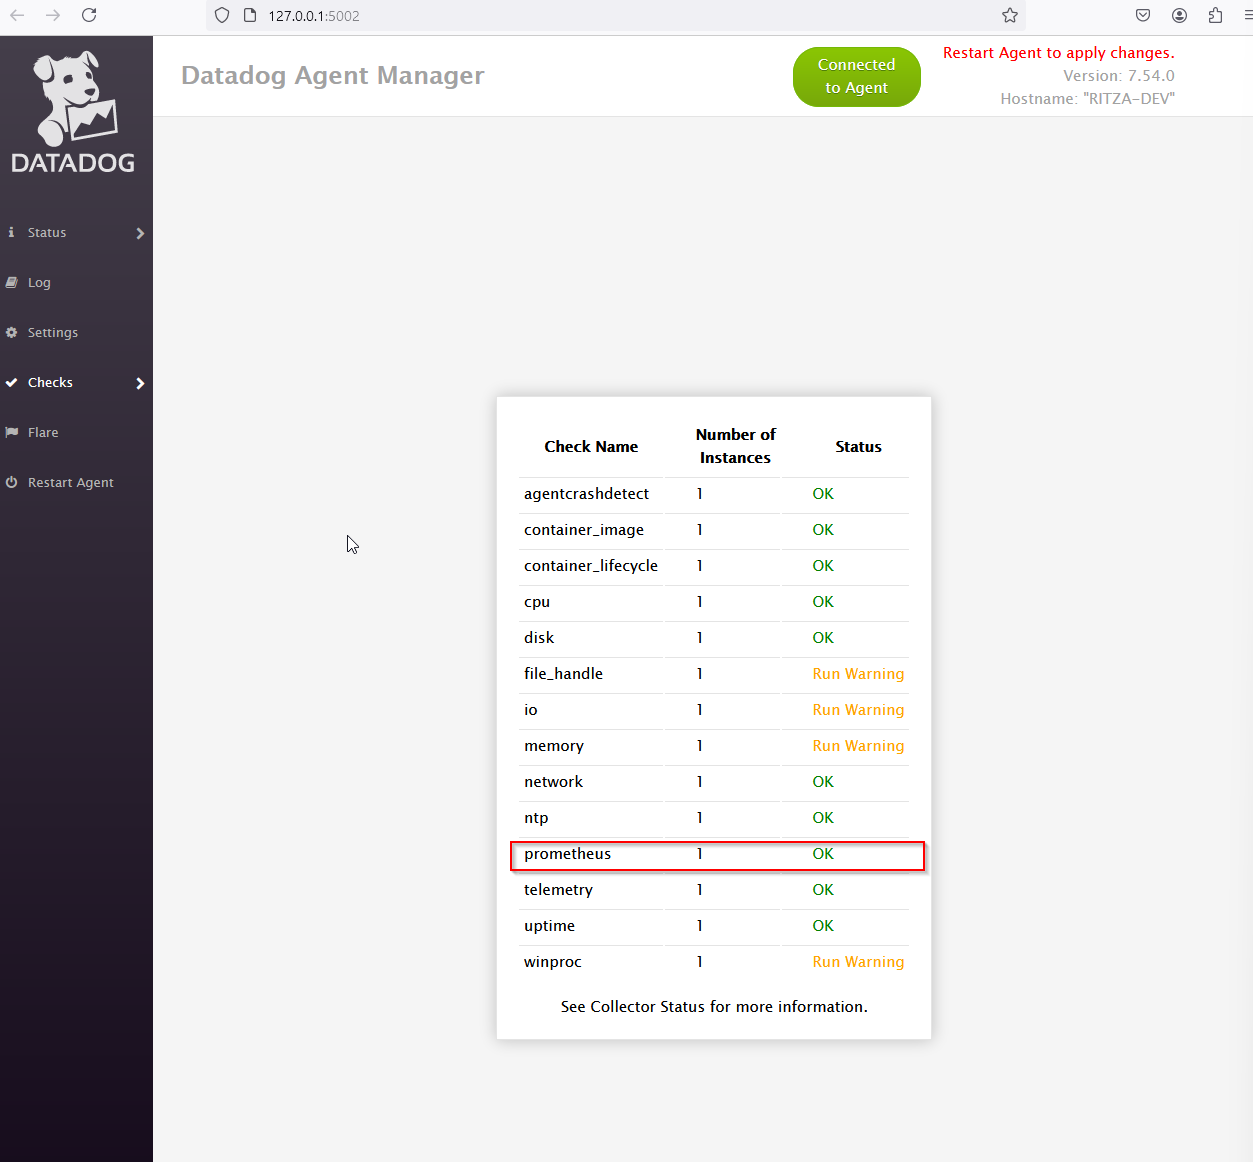 127.0.0.1:5002
DATADOG
Datadog Agent Manager
Connected
to Agent
Restart Agent to apply changes.
Version: 7.54.0
Hostname: "RITZA-DEV"
Status
Log
Settings
Checks
Flare
Restart Agent
Check Name Number of Instances Status
agentcrashdetect 1 OK
container_image 1 OK
container_lifecycle 1 OK
cpu 1 OK
disk 1 OK
file_handle 1 Run Warning
io 1 Run Warning
memory 1 Run Warning
network 1 OK
ntp 1 OK
prometheus 1 OK
telemetry 1 OK
uptime 1 OK
winproc 1 Run Warning
See Collector Status for more information.